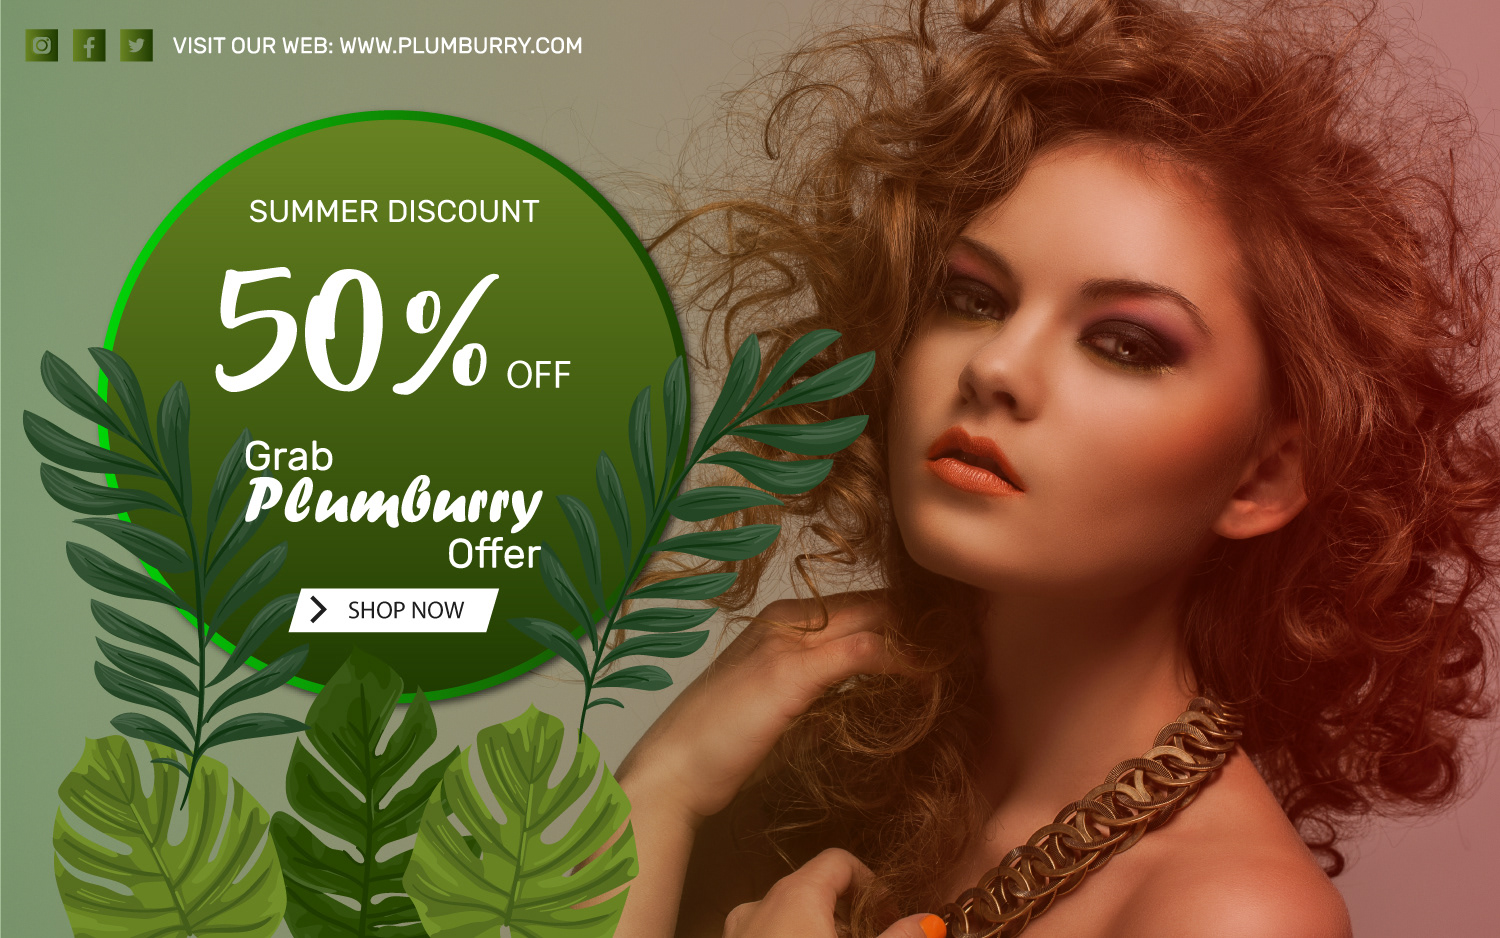 VISIT OUR WEB: WWW.PLUMBURRY.COM
SUMMER DISCOUNT
50% OFF
Grab
Plumburry
Offer
SHOP NOW